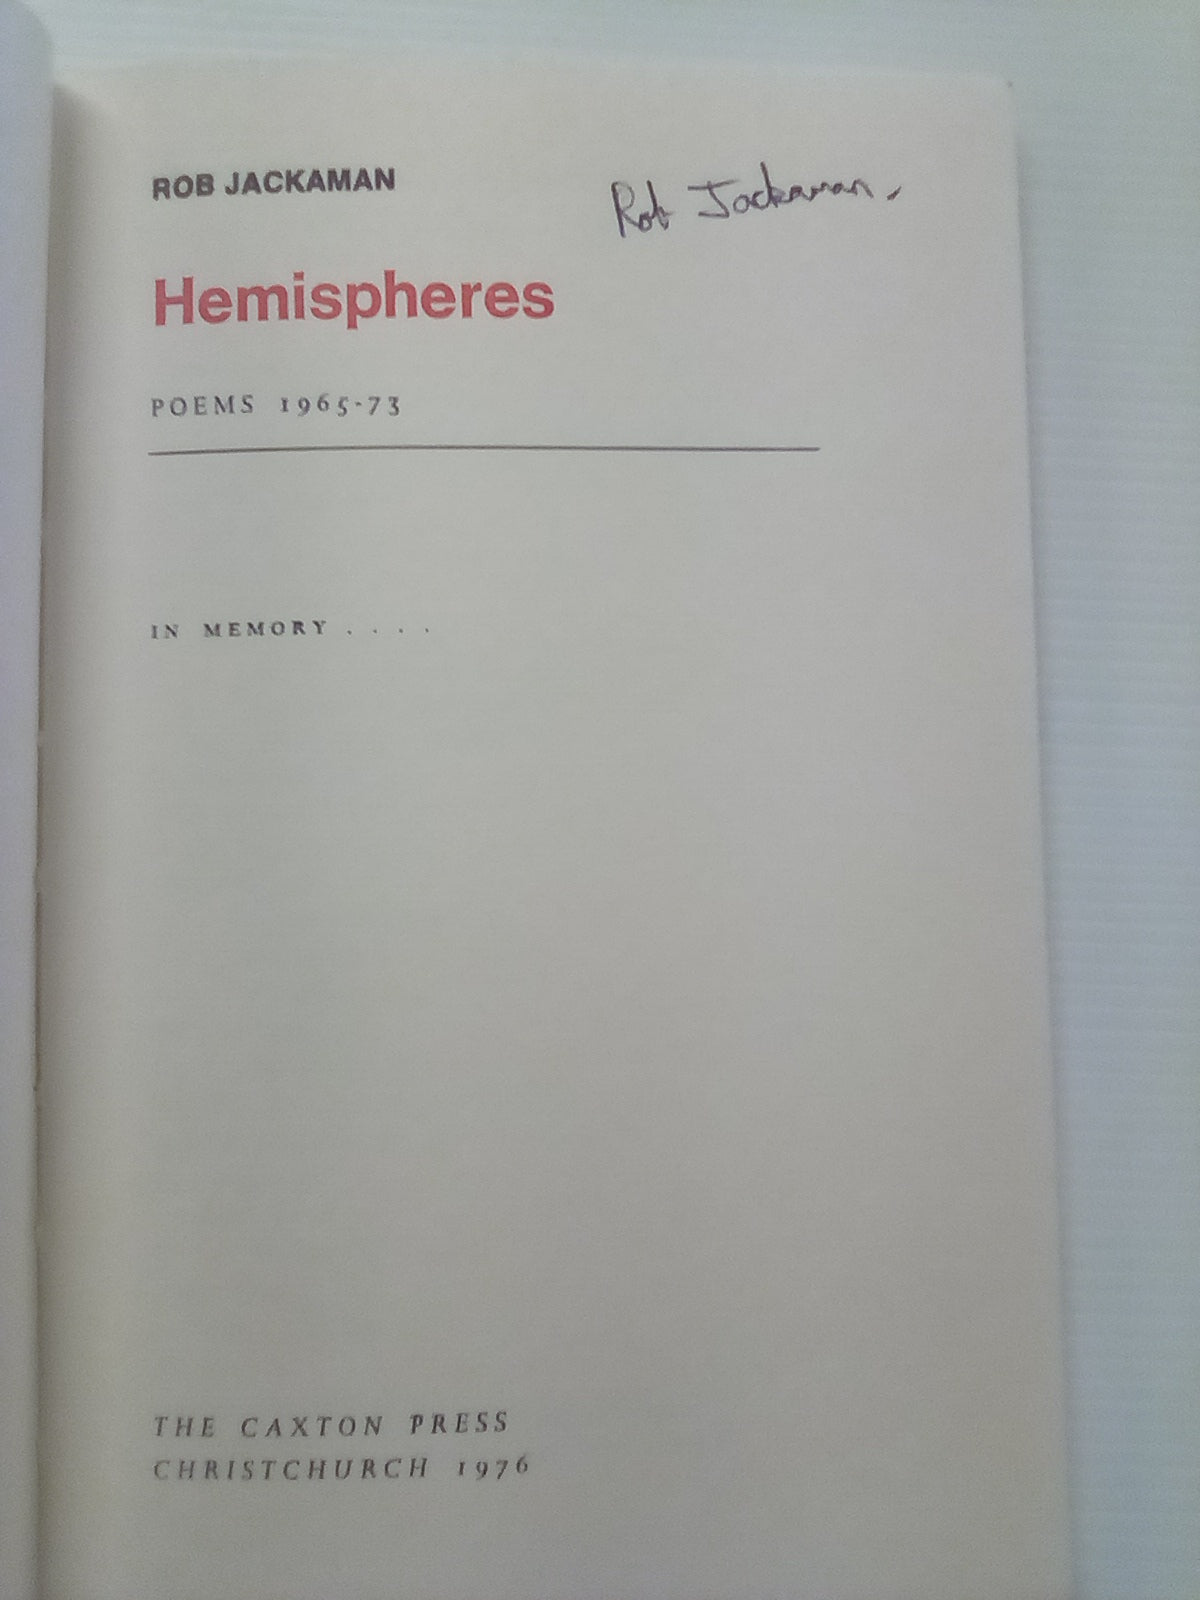 ROB JACKAMAN
Rob Jackaman.
Hemispheres
POEMS 1965-73
IN MEMORY . . . .
THE CAXTON PRESS
CHRISTCHURCH 1976